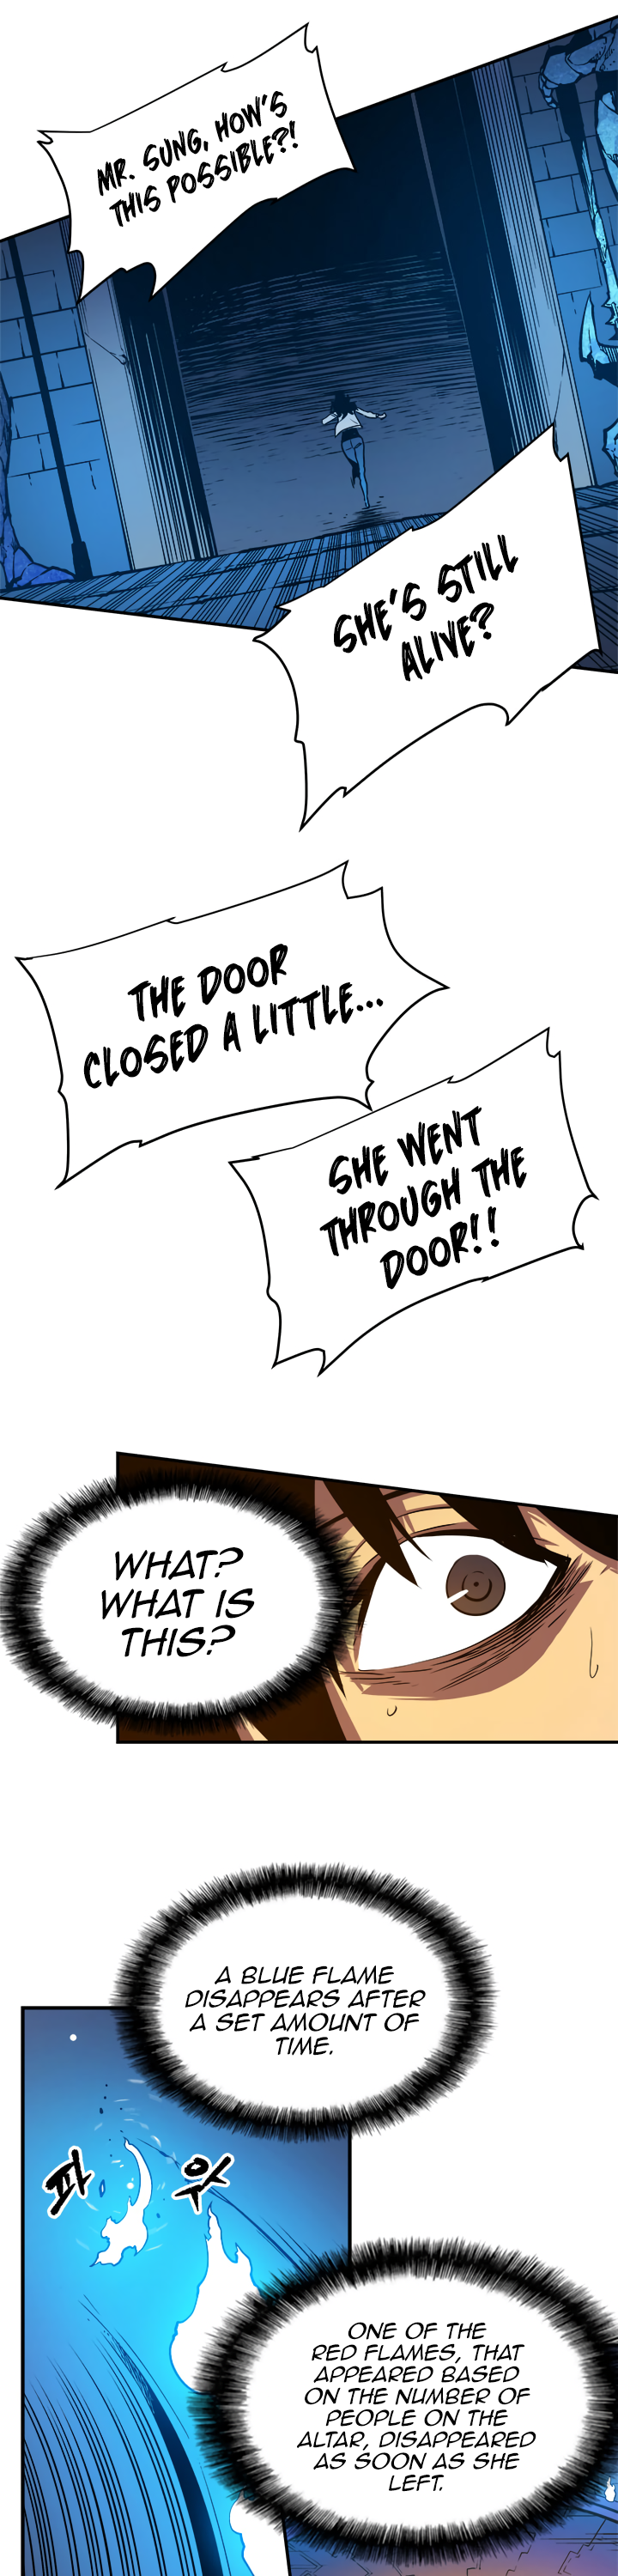 MR. SUNG, HOW'S
THIS POSSIBLE?!
SHE'S STILL
ALIVE?
THE DOOR
CLOSED A LITTLE...
SHE WENT
THROUGH THE
DOOR!!
WHAT?
WHAT IS
THIS?
A BLUE FLAME
DISAPPEARS AFTER
A SET AMOUNT OF
TIME.
파앗
ONE OF THE
RED FLAMES, THAT
APPEARED BASED
ON THE NUMBER OF
PEOPLE ON THE
ALTAR, DISAPPEARED
AS SOON AS SHE
LEFT.